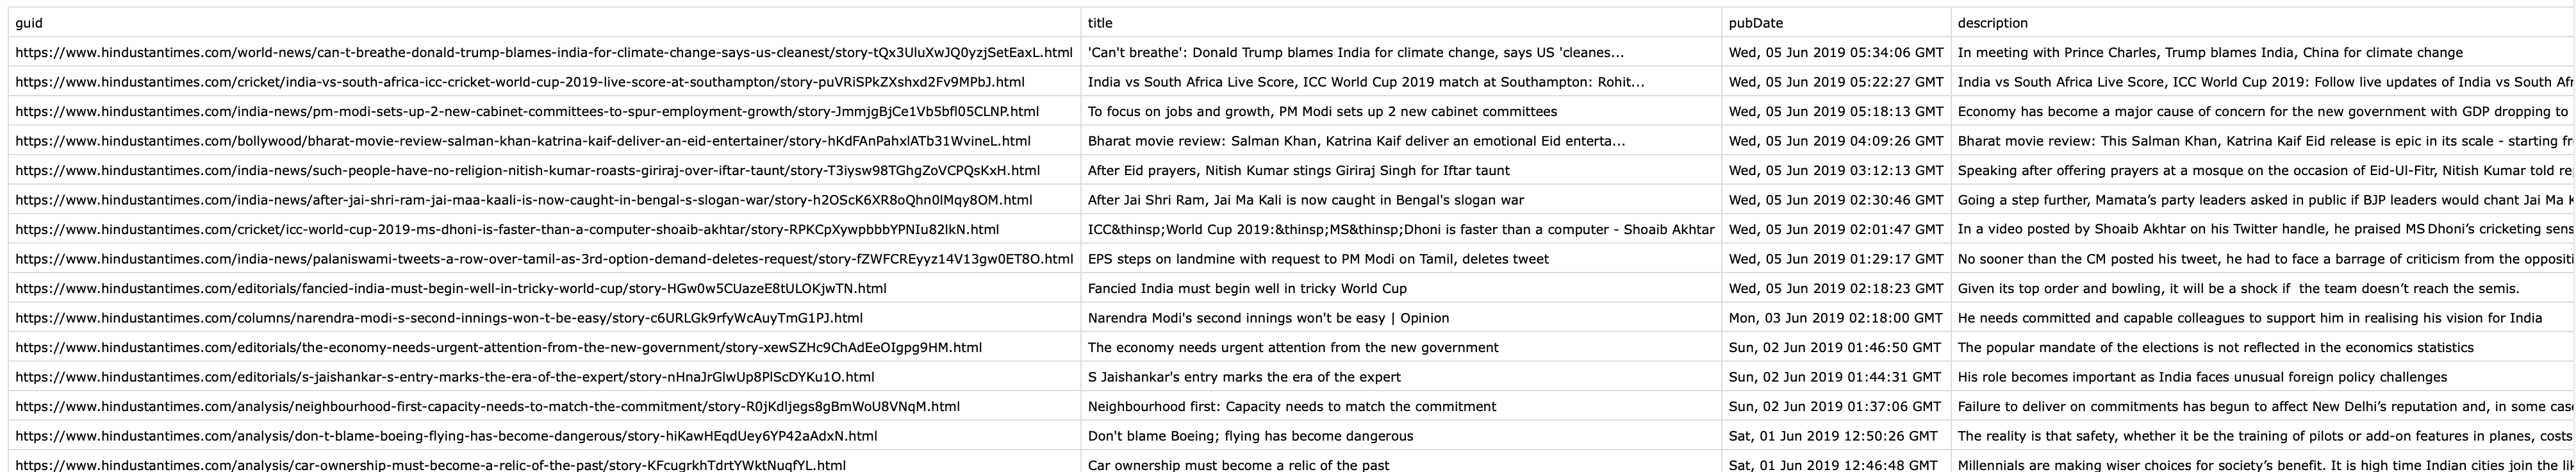 guid title pubDate description
https://www.hindustantimes.com/world-news/can-t-breathe-donald-trump-blames-india-for-climate-change-says-us-cleanest/story-tQx3UluXwJQ0yzjSetEaxL.html 'Can't breathe': Donald Trump blames India for climate change, says US 'cleanes... Wed, 05 Jun 2019 05:34:06 GMT In meeting with Prince Charles, Trump blames India, China for climate change
https://www.hindustantimes.com/cricket/india-vs-south-africa-icc-cricket-world-cup-2019-live-score-at-southampton/story-puVRiSPkZXshxd2Fv9MPbJ.html India vs South Africa Live Score, ICC World Cup 2019 match at Southampton: Rohit... Wed, 05 Jun 2019 05:22:27 GMT India vs South Africa Live Score, ICC World Cup 2019: Follow live updates of India vs South Afr
https://www.hindustantimes.com/india-news/pm-modi-sets-up-2-new-cabinet-committees-to-spur-employment-growth/story-JmmjgBjCe1Vb5bfl05CLNP.html To focus on jobs and growth, PM Modi sets up 2 new cabinet committees Wed, 05 Jun 2019 05:18:13 GMT Economy has become a major cause of concern for the new government with GDP dropping to
https://www.hindustantimes.com/bollywood/bharat-movie-review-salman-khan-katrina-kaif-deliver-an-eid-entertainer/story-hKdFAnPahxlATb31WvineL.html Bharat movie review: Salman Khan, Katrina Kaif deliver an emotional Eid enterta... Wed, 05 Jun 2019 04:09:26 GMT Bharat movie review: This Salman Khan, Katrina Kaif Eid release is epic in its scale - starting fr
https://www.hindustantimes.com/india-news/such-people-have-no-religion-nitish-kumar-roasts-giriraj-over-iftar-taunt/story-T3iysw98TGhgZoVCPQsKxH.html After Eid prayers, Nitish Kumar stings Giriraj Singh for Iftar taunt Wed, 05 Jun 2019 03:12:13 GMT Speaking after offering prayers at a mosque on the occasion of Eid-Ul-Fitr, Nitish Kumar told re
https://www.hindustantimes.com/india-news/after-jai-shri-ram-jai-maa-kaali-is-now-caught-in-bengal-s-slogan-war/story-h2OScK6XR8oQhn0lMqy8OM.html After Jai Shri Ram, Jai Ma Kali is now caught in Bengal's slogan war Wed, 05 Jun 2019 02:30:46 GMT Going a step further, Mamata’s party leaders asked in public if BJP leaders would chant Jai Ma K
https://www.hindustantimes.com/cricket/icc-world-cup-2019-ms-dhoni-is-faster-than-a-computer-shoaib-akhtar/story-RPKCpXywpbbbYPNIu82lkN.html ICC&thinsp;World Cup 2019:&thinsp;MS&thinsp;Dhoni is faster than a computer - Shoaib Akhtar Wed, 05 Jun 2019 02:01:47 GMT In a video posted by Shoaib Akhtar on his Twitter handle, he praised MS Dhoni’s cricketing sens
https://www.hindustantimes.com/india-news/palaniswami-tweets-a-row-over-tamil-as-3rd-option-demand-deletes-request/story-fZWFCREyyz14V13gw0ET8O.html EPS steps on landmine with request to PM Modi on Tamil, deletes tweet Wed, 05 Jun 2019 01:29:17 GMT No sooner than the CM posted his tweet, he had to face a barrage of criticism from the oppositi
https://www.hindustantimes.com/editorials/fancied-india-must-begin-well-in-tricky-world-cup/story-HGw0w5CUazeE8tULOKjwTN.html Fancied India must begin well in tricky World Cup Wed, 05 Jun 2019 02:18:23 GMT Given its top order and bowling, it will be a shock if the team doesn’t reach the semis.
https://www.hindustantimes.com/columns/narendra-modi-s-second-innings-won-t-be-easy/story-c6URLGk9rfyWcAuyTmG1PJ.html Narendra Modi's second innings won't be easy | Opinion Mon, 03 Jun 2019 02:18:00 GMT He needs committed and capable colleagues to support him in realising his vision for India
https://www.hindustantimes.com/editorials/the-economy-needs-urgent-attention-from-the-new-government/story-xewSZHc9ChAdEeOIgpg9HM.html The economy needs urgent attention from the new government Sun, 02 Jun 2019 01:46:50 GMT The popular mandate of the elections is not reflected in the economics statistics
https://www.hindustantimes.com/editorials/s-jaishankar-s-entry-marks-the-era-of-the-expert/story-nHnaJrGlwUp8PlScDYKu1O.html S Jaishankar's entry marks the era of the expert Sun, 02 Jun 2019 01:44:31 GMT His role becomes important as India faces unusual foreign policy challenges
https://www.hindustantimes.com/analysis/neighbourhood-first-capacity-needs-to-match-the-commitment/story-R0jKdljegs8gBmWoU8VNqM.html Neighbourhood first: Capacity needs to match the commitment Sun, 02 Jun 2019 01:37:06 GMT Failure to deliver on commitments has begun to affect New Delhi’s reputation and, in some case
https://www.hindustantimes.com/analysis/don-t-blame-boeing-flying-has-become-dangerous/story-hiKawHEqdUey6YP42aAdxN.html Don't blame Boeing; flying has become dangerous Sat, 01 Jun 2019 12:50:26 GMT The reality is that safety, whether it be the training of pilots or add-on features in planes, costs
https://www.hindustantimes.com/analysis/car-ownership-must-become-a-relic-of-the-past/story-KFcugrkhTdrtYWktNuqfYL.html Car ownership must become a relic of the past Sat, 01 Jun 2019 12:46:48 GMT Millennials are making wiser choices for society’s benefit. It is high time Indian cities join the li